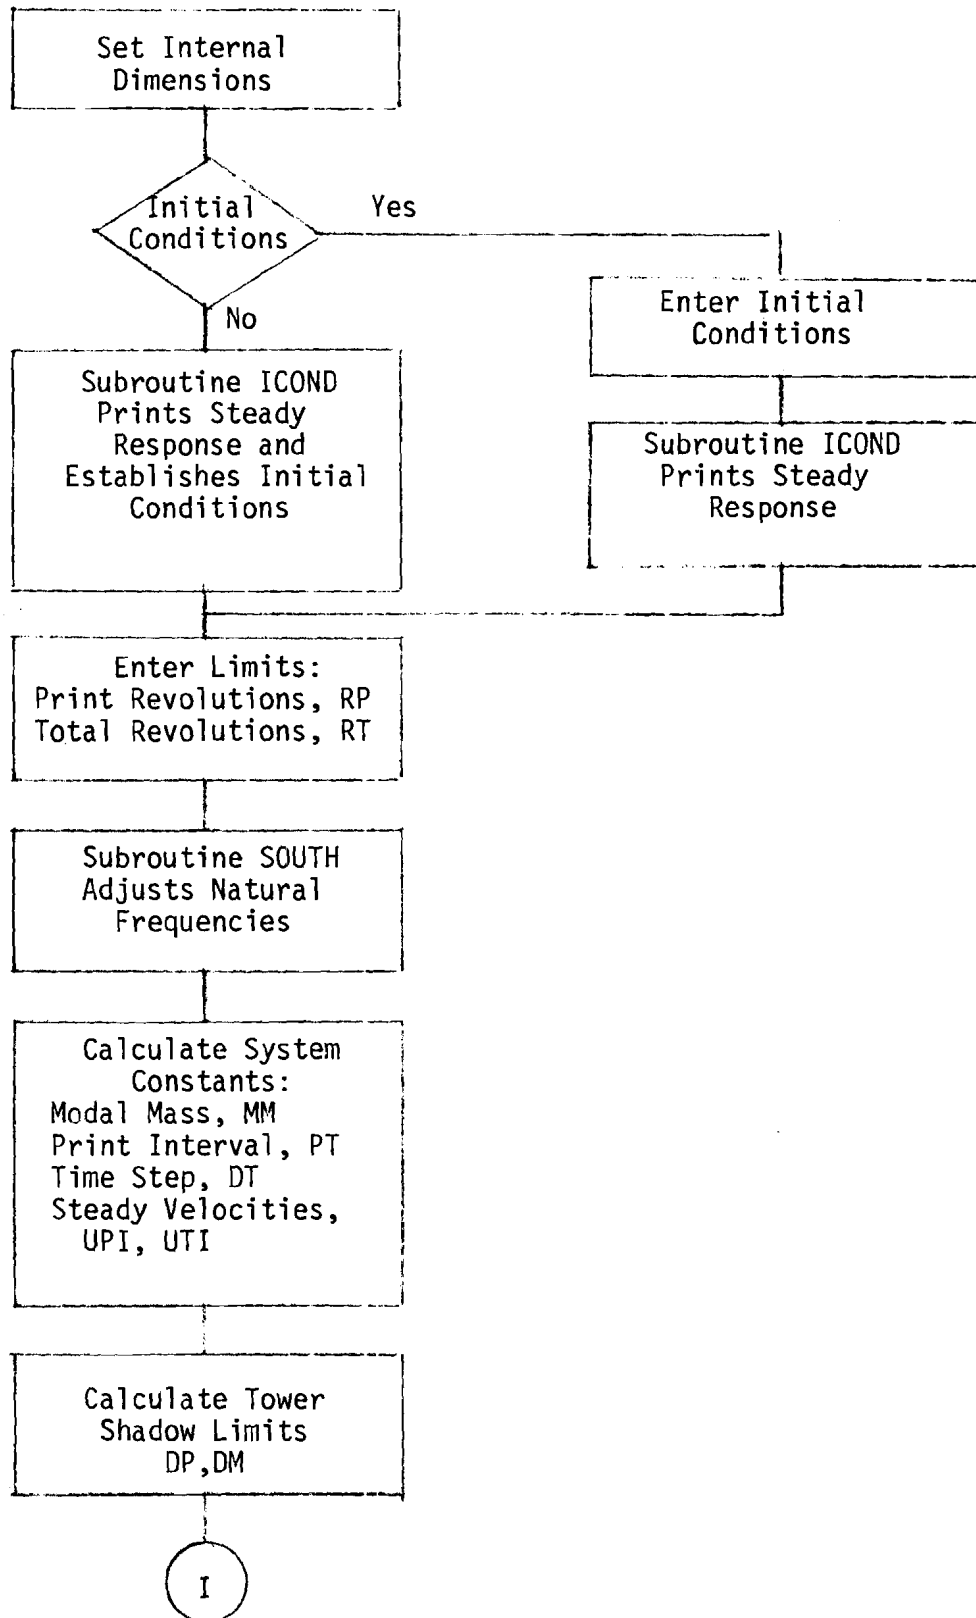 Set Internal
Dimensions
Initial
Conditions
Yes
No
Enter Initial
Conditions
Subroutine ICOND
Prints Steady
Response and
Establishes Initial
Conditions
Subroutine ICOND
Prints Steady
Response
Enter Limits:
Print Revolutions, RP
Total Revolutions, RT
Subroutine SOUTH
Adjusts Natural
Frequencies
Calculate System
Constants:
Modal Mass, MM
Print Interval, PT
Time Step, DT
Steady Velocities,
UPI, UTI
Calculate Tower
Shadow Limits
DP,DM
I